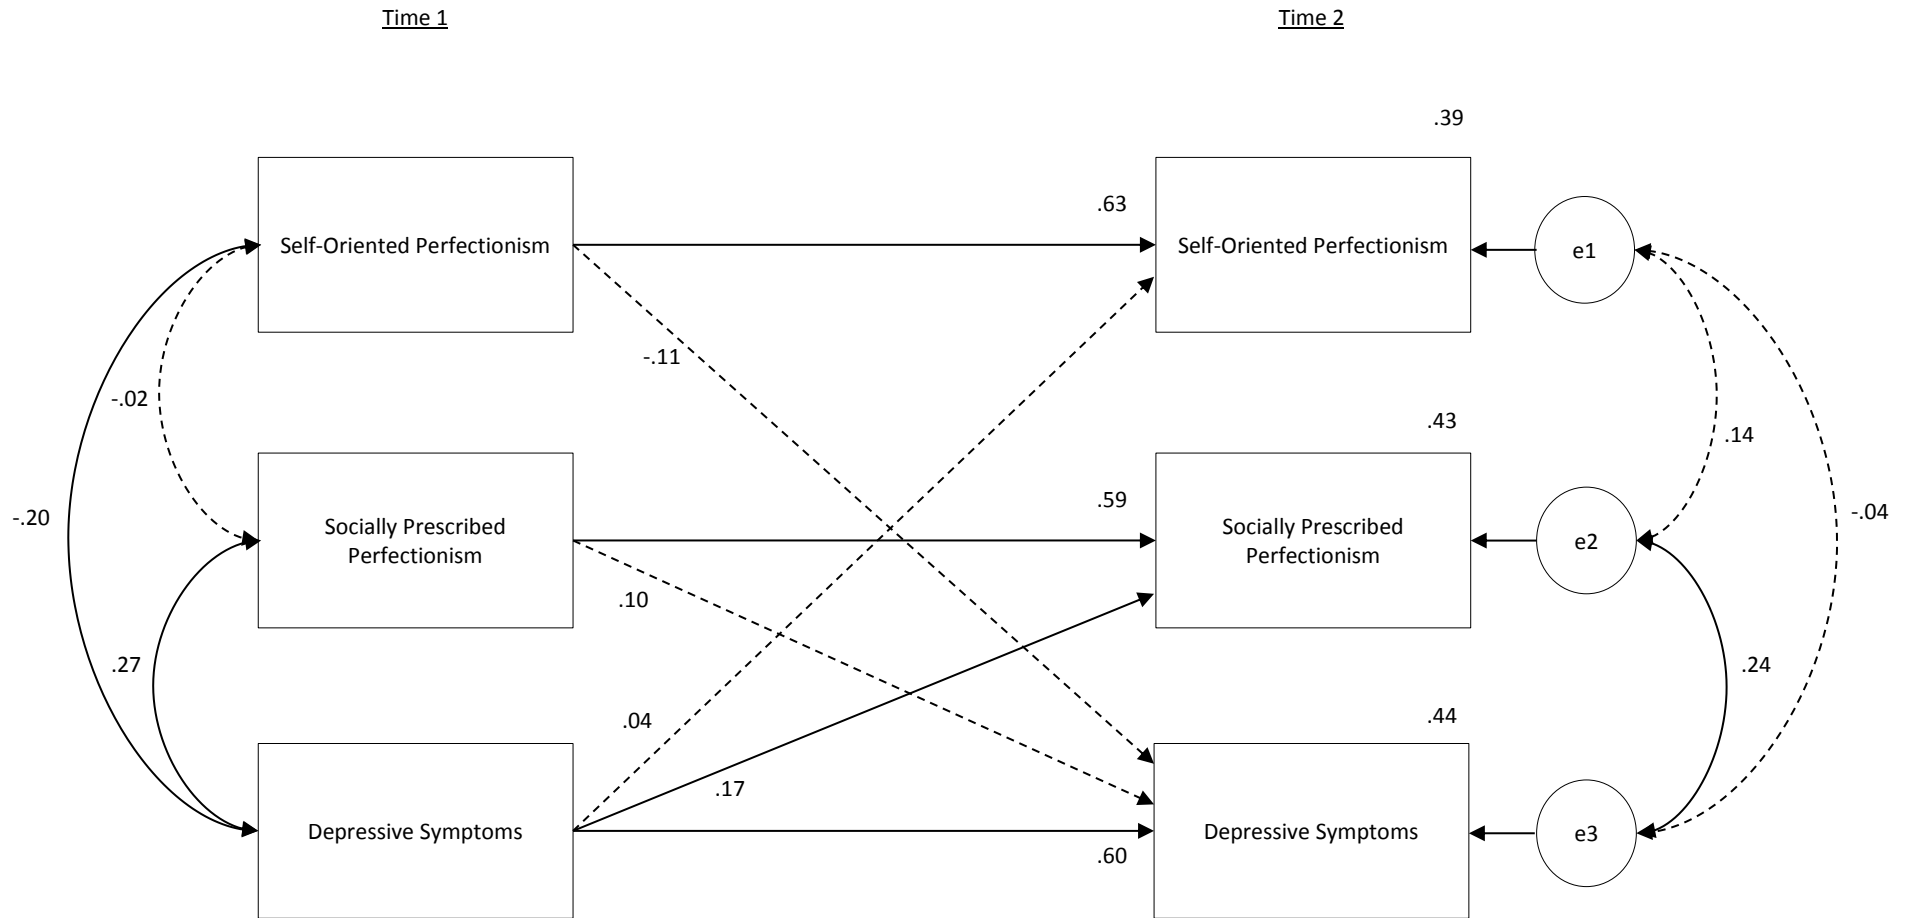 Time 1
Time 2
.39
.63
Self-Oriented Perfectionism
Self-Oriented Perfectionism
e1
-.11
-.02
.43
.14
.59
-.20
Socially Prescribed
Perfectionism
Socially Prescribed
Perfectionism
e2
-.04
.10
.27
.24
.04
.44
.17
Depressive Symptoms
Depressive Symptoms
e3
.60